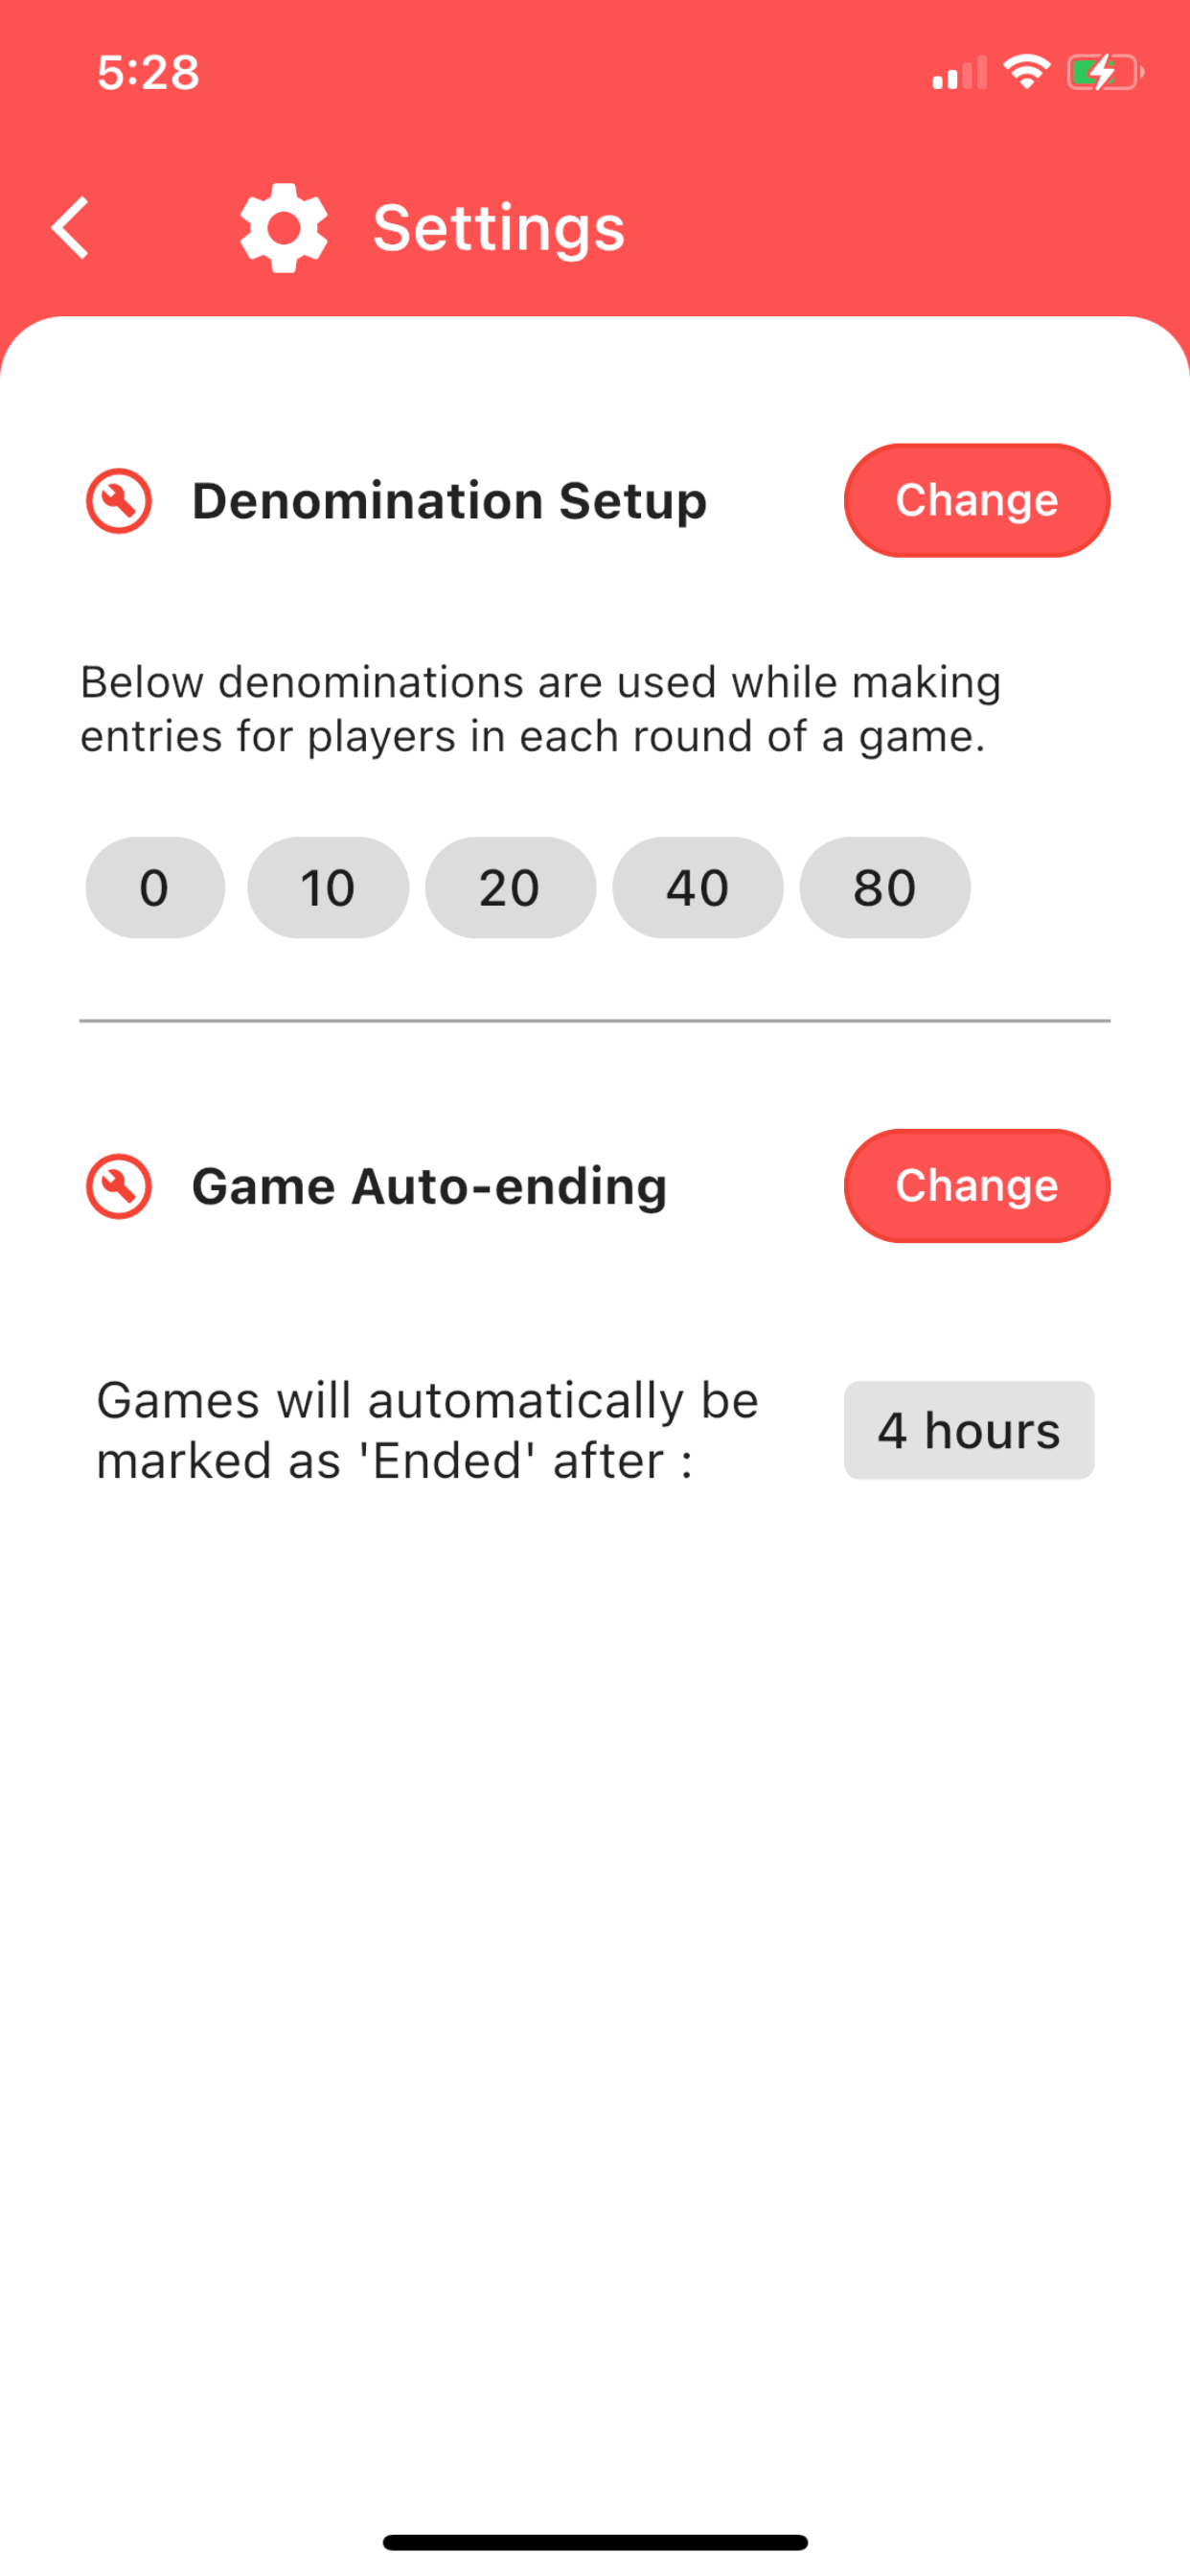 5:28
Settings
Denomination Setup
Change
Below denominations are used while making
entries for players in each round of a game.
0 10 20 40 80
Game Auto-ending
Change
Games will automatically be
marked as 'Ended' after :
4 hours